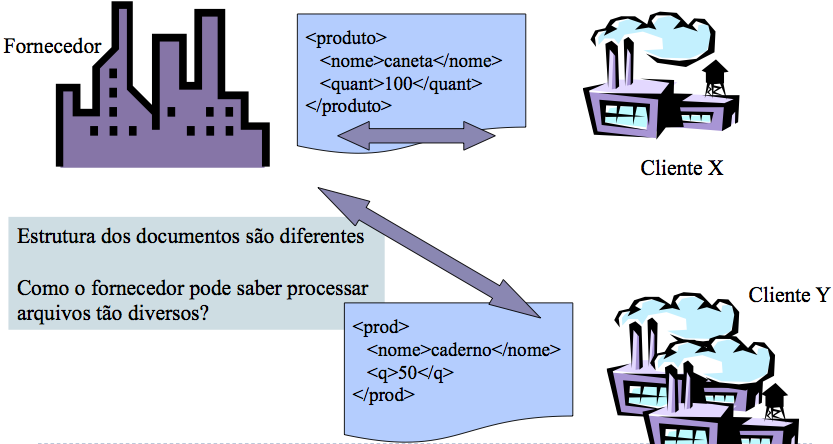 Fornecedor
<produto>
<nome>caneta</nome>
<quant>100</quant>
</produto>
Cliente X
Estrutura dos documentos são diferentes
Como o fornecedor pode saber processar
arquivos tão diversos?
Cliente Y
<prod>
<nome>caderno</nome>
<q>50</q>
</prod>